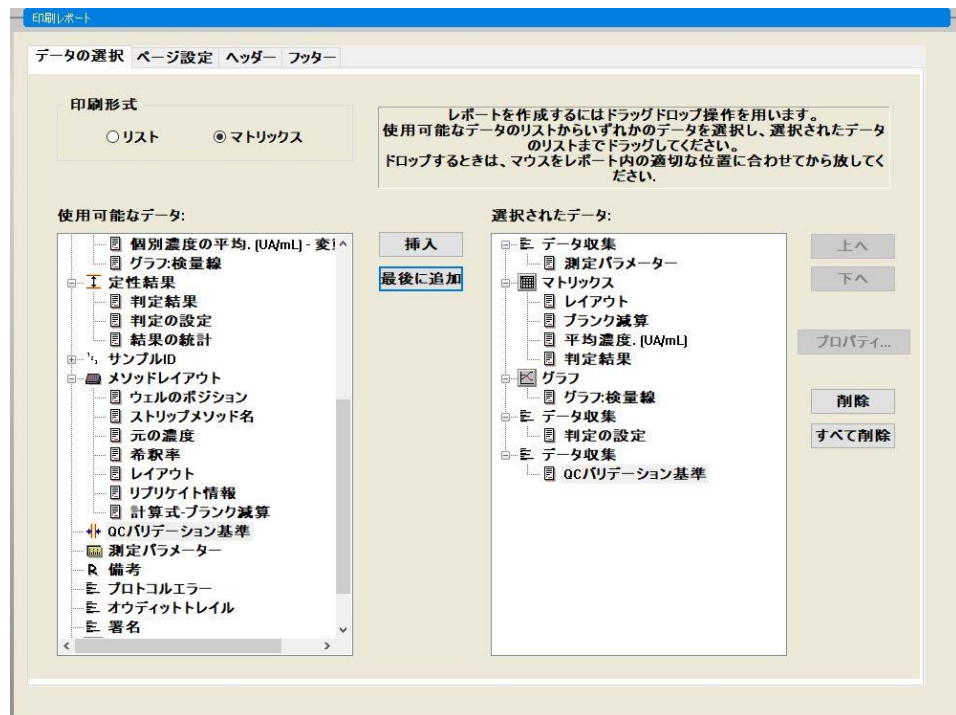 印刷レポート
データの選択 ページ設定 ヘッダー フッター
印刷形式
リスト マトリックス
レポートを作成するにはドラッグドロップ操作を用います。
使用可能なデータのリストからいずれかのデータを選択し、選択されたデータ
のリストまでドラッグしてください。
ドロップするときは、マウスをレポート内の適切な位置に合わせてから放してく
ださい.
使用可能なデータ:
個別濃度の平均. [UA/mL] - 変
グラフ:検量線
定性結果
判定結果
判定の設定
結果の統計
サンプルID
メソッドレイアウト
ウェルのポジション
ストリップメソッド名
元の濃度
希釈率
レイアウト
リプリケイト情報
計算式-ブランク減算
QCバリデーション基準
測定パラメーター
備考
プロトコルエラー
オウディットトレイル
署名
挿入
最後に追加
選択されたデータ:
データ収集
測定パラメーター
マトリックス
レイアウト
ブランク減算
平均濃度. [UA/mL]
判定結果
グラフ
グラフ:検量線
データ収集
判定の設定
データ収集
QCバリデーション基準
上へ
下へ
プロパティ...
削除
すべて削除